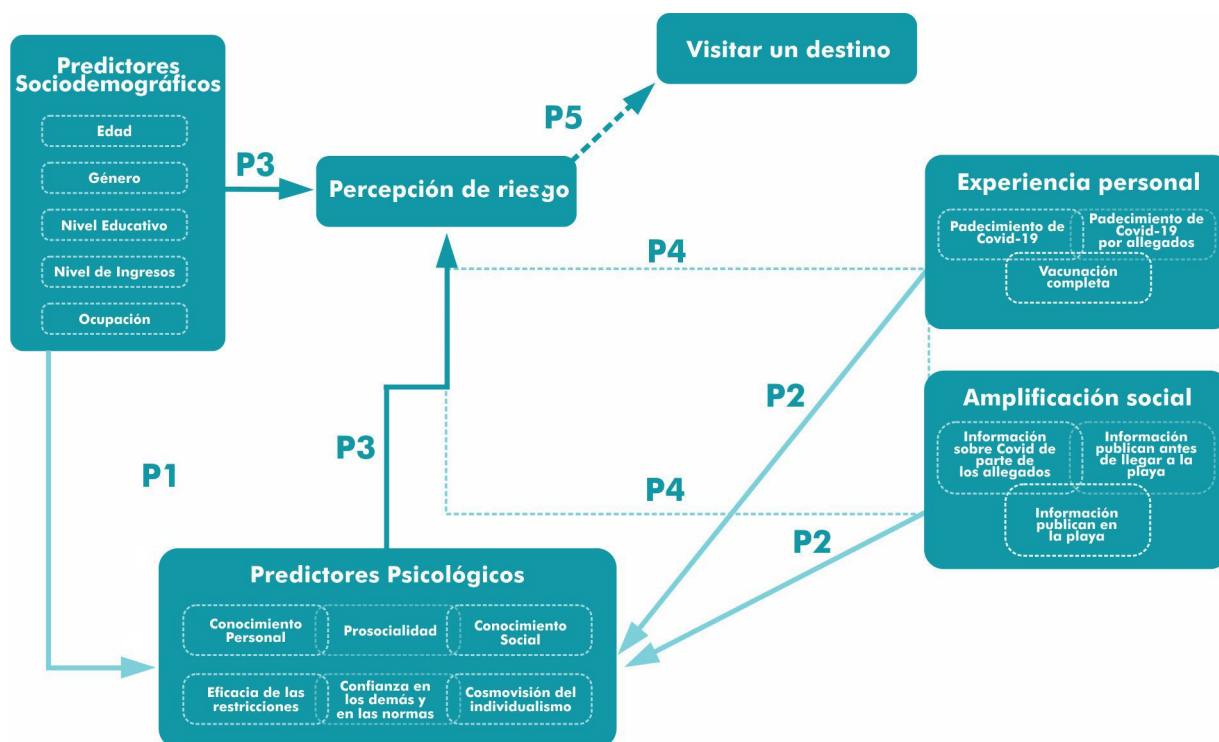 Predictores
Sociodemográficos
Edad
Género
Nivel Educativo
Nivel de Ingresos
Ocupación
P3
Percepción de riesgo
P5
Visitar un destino
Experiencia personal
Padecimiento de
Covid-19
Padecimiento de
Covid-19
por allegados
Vacunación
completa
P4
P2
Amplificación social
Información
sobre Covid de
parte de
los allegados
Información
publican antes
de llegar a la
playa
Información
publican en
la playa
P3
P1
P4
P2
Predictores Psicológicos
Conocimiento
Personal
Prosocialidad
Conocimiento
Social
Eficacia de las
restricciones
Confianza en
los demás y
en las normas
Cosmovisión del
individualismo